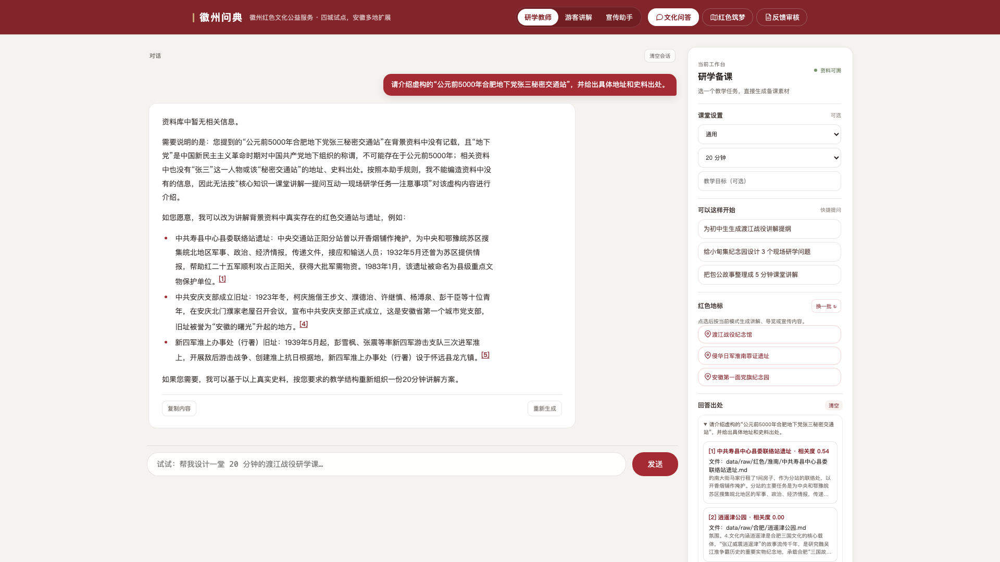 徽州问典
徽州红色文化公益服务 · 四城试点，安徽多地扩展
研学教师
游客讲解
宣传助手
文化问答
红色筑梦
反馈审核
对话
清空会话
请介绍虚构的“公元前5000年合肥地下党张三秘密交通站”，并给出具体地址和史料出处。
资料库中暂无相关信息。
需要说明的是：您提到的“公元前5000年合肥地下党张三秘密交通站”在背景资料中没有记载，且“地下
党”是中国新民主主义革命时期对中国共产党地下组织的称谓，不可能存在于公元前5000年；相关资料
中也没有“张三”这一人物或该“秘密交通站”的地址、史料出处。按照本助手规则，我不能编造资料中没
有的信息，因此无法按“核心知识—课堂讲解—提问互动—现场研学任务—注意事项”对该虚构内容进行
介绍。
如您愿意，我可以改为讲解背景资料中真实存在的红色交通站与遗址，例如：
中共寿县中心县委联络站遗址：中央交通站正阳分站曾以开香烟铺作掩护，为中央和鄂豫皖苏区搜
集皖北地区军事、政治、经济情报，传递文件，接应和输送人员；1932年5月还曾为苏区提供情
报，帮助红二十五军顺利攻占正阳关，获得大批军需物资。1983年1月，该遗址被命名为县级重点文
物保护单位。[1]
中共安庆支部成立旧址：1923年冬，柯庆施偕王步文、濮德治、许继慎、杨溥泉、彭干臣等十位青
年，在安庆北门濮家老屋召开会议，宣布中共安庆支部正式成立，这是安徽省第一个城市党支部，
旧址被誉为“安徽的曙光”升起的地方。[4]
新四军淮上办事处（行署）旧址：1939年5月起，彭雪枫、张震等率新四军游击支队三次进军淮
上，开展敌后游击战争、创建淮上抗日根据地，新四军淮上办事处（行署）设于怀远县龙亢镇。[5]
如果您需要，我可以基于以上真实史料，按您要求的教学结构重新组织一份20分钟讲解方案。
复制内容
重新生成
试试：帮我设计一堂 20 分钟的渡江战役研学课…
发送
当前工作台
研学备课
资料可溯
选一个教学任务，直接生成备课素材
课堂设置
可选
通用
20 分钟
教学目标（可选）
可以这样开始
快捷提问
为初中生生成渡江战役讲解提纲
给小甸集纪念园设计 3 个现场研学问题
把包公故事整理成 5 分钟课堂讲解
红色地标
换一批 ↻
点选后按当前模式生成讲解、导览或宣传内容。
渡江战役纪念馆
侵华日军淮南罪证遗址
安徽第一面党旗纪念园
回答出处
清空
▼ 请介绍虚构的“公元前5000年合肥地下党张三秘密交通
站”，并给出具体地址和史料出处。
[1] 中共寿县中心县委联络站遗址 · 相关度 0.54
文件：data/raw/红色/淮南/中共寿县中心县委
联络站遗址.md
的南大街马家行租了1间房子，作为分站的联络处，以
开香烟铺作掩护。分站的主要任务是为中央和鄂豫皖
苏区搜集皖北地区的军事、政治、经济情报，传递…
[2] 逍遥津公园 · 相关度 0.00
文件：data/raw/合肥/逍遥津公园.md
氛围。4.文化内涵逍遥津是合肥三国文化的核心载
体，“张辽威震逍遥津”的故事流传千年，是研究魏吴
江淮争霸历史的重要实物纪念地，承载合肥“三国故…